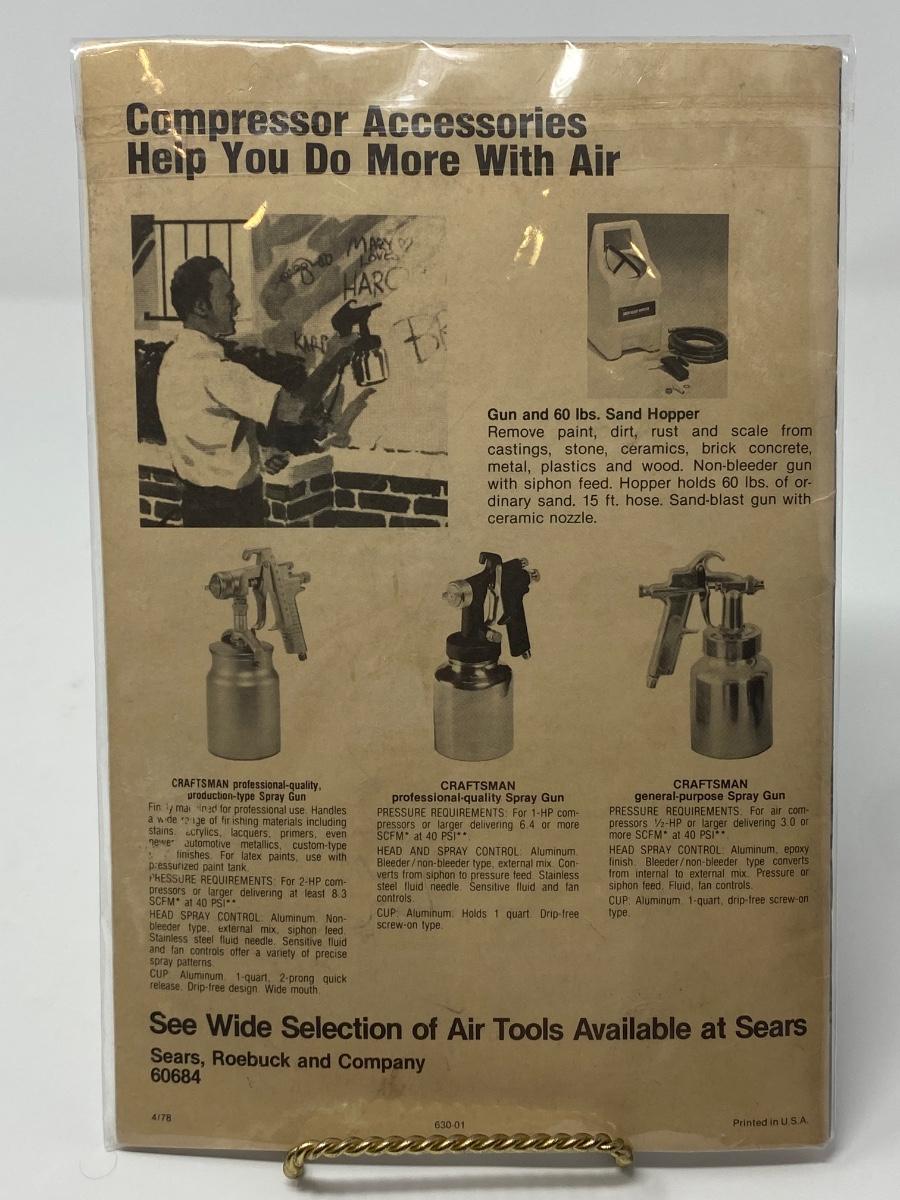 Compressor Accessories
Help You Do More With Air
MARY
LOVES
HARO
KARP
Gun and 60 lbs. Sand Hopper
Remove paint, dirt, rust and scale from
castings, stone, ceramics, brick concrete,
metal, plastics and wood. Non-bleeder gun
with siphon feed. Hopper holds 60 lbs. of or-
dinary sand. 15 ft. hose. Sand-blast gun with
ceramic nozzle.
CRAFTSMAN professional-quality,
production-type Spray Gun
for professional use. Handles
a wide range of finishing materials including
stains, acrylics, lacquers, primers, even
newer automotive metallics, custom-type
finishes. For latex paints, use with
pressurized paint tank.
PRESSURE REQUIREMENTS: For 2-HP com-
pressors or larger delivering at least 8.3
SCFM* at 40 PSI**
HEAD SPRAY CONTROL: Aluminum. Non-
bleeder type, external mix, siphon feed.
Stainless steel fluid needle. Sensitive fluid
and fan controls offer a variety of precise
spray patterns.
CUP: Aluminum. 1-quart, 2-prong quick
release. Drip-free design. Wide mouth.
CRAFTSMAN
professional-quality Spray Gun
PRESSURE REQUIREMENTS: For 1-HP com-
pressors or larger delivering 6.4 or more
SCFM* at 40 PSI**
HEAD AND SPRAY CONTROL: Aluminum.
Bleeder/non-bleeder type, external mix. Con-
verts from siphon to pressure feed. Stainless
steel fluid needle. Sensitive fluid and fan
controls.
CUP: Aluminum. Holds 1 quart. Drip-free
screw-on type.
CRAFTSMAN
general-purpose Spray Gun
PRESSURE REQUIREMENTS: For air com-
pressors ½-HP or larger delivering 3.0 or
more SCFM* at 40 PSI**
HEAD SPRAY CONTROL: Aluminum, epoxy
finish. Bleeder/non-bleeder type converts
from internal to external mix. Pressure or
siphon feed. Fluid, fan controls.
CUP: Aluminum. 1-quart, drip-free screw-on
type.
See Wide Selection of Air Tools Available at Sears
Sears, Roebuck and Company
60684
4/78
630-01
Printed in U.S.A.